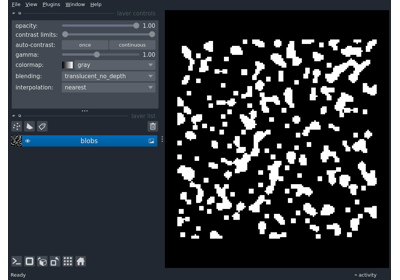 File View Plugins Window Help
layer controls
opacity: 1.00
contrast limits:
auto-contrast: once continuous
gamma: 1.00
colormap: gray
blending: translucent_no_depth
interpolation: nearest
layer list
blobs
Ready
activity